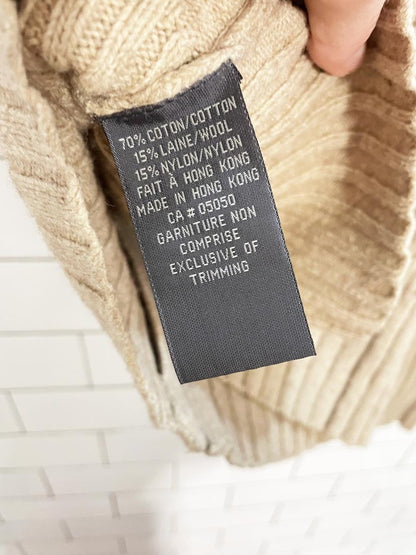 70% COTON/COTTON
15% LAINE/WOOL
15% NYLON/NYLON
FAIT À HONG KONG
MADE IN HONG KONG
CA # 05050
GARNITURE NON
COMPRISE
EXCLUSIVE OF
TRIMMING